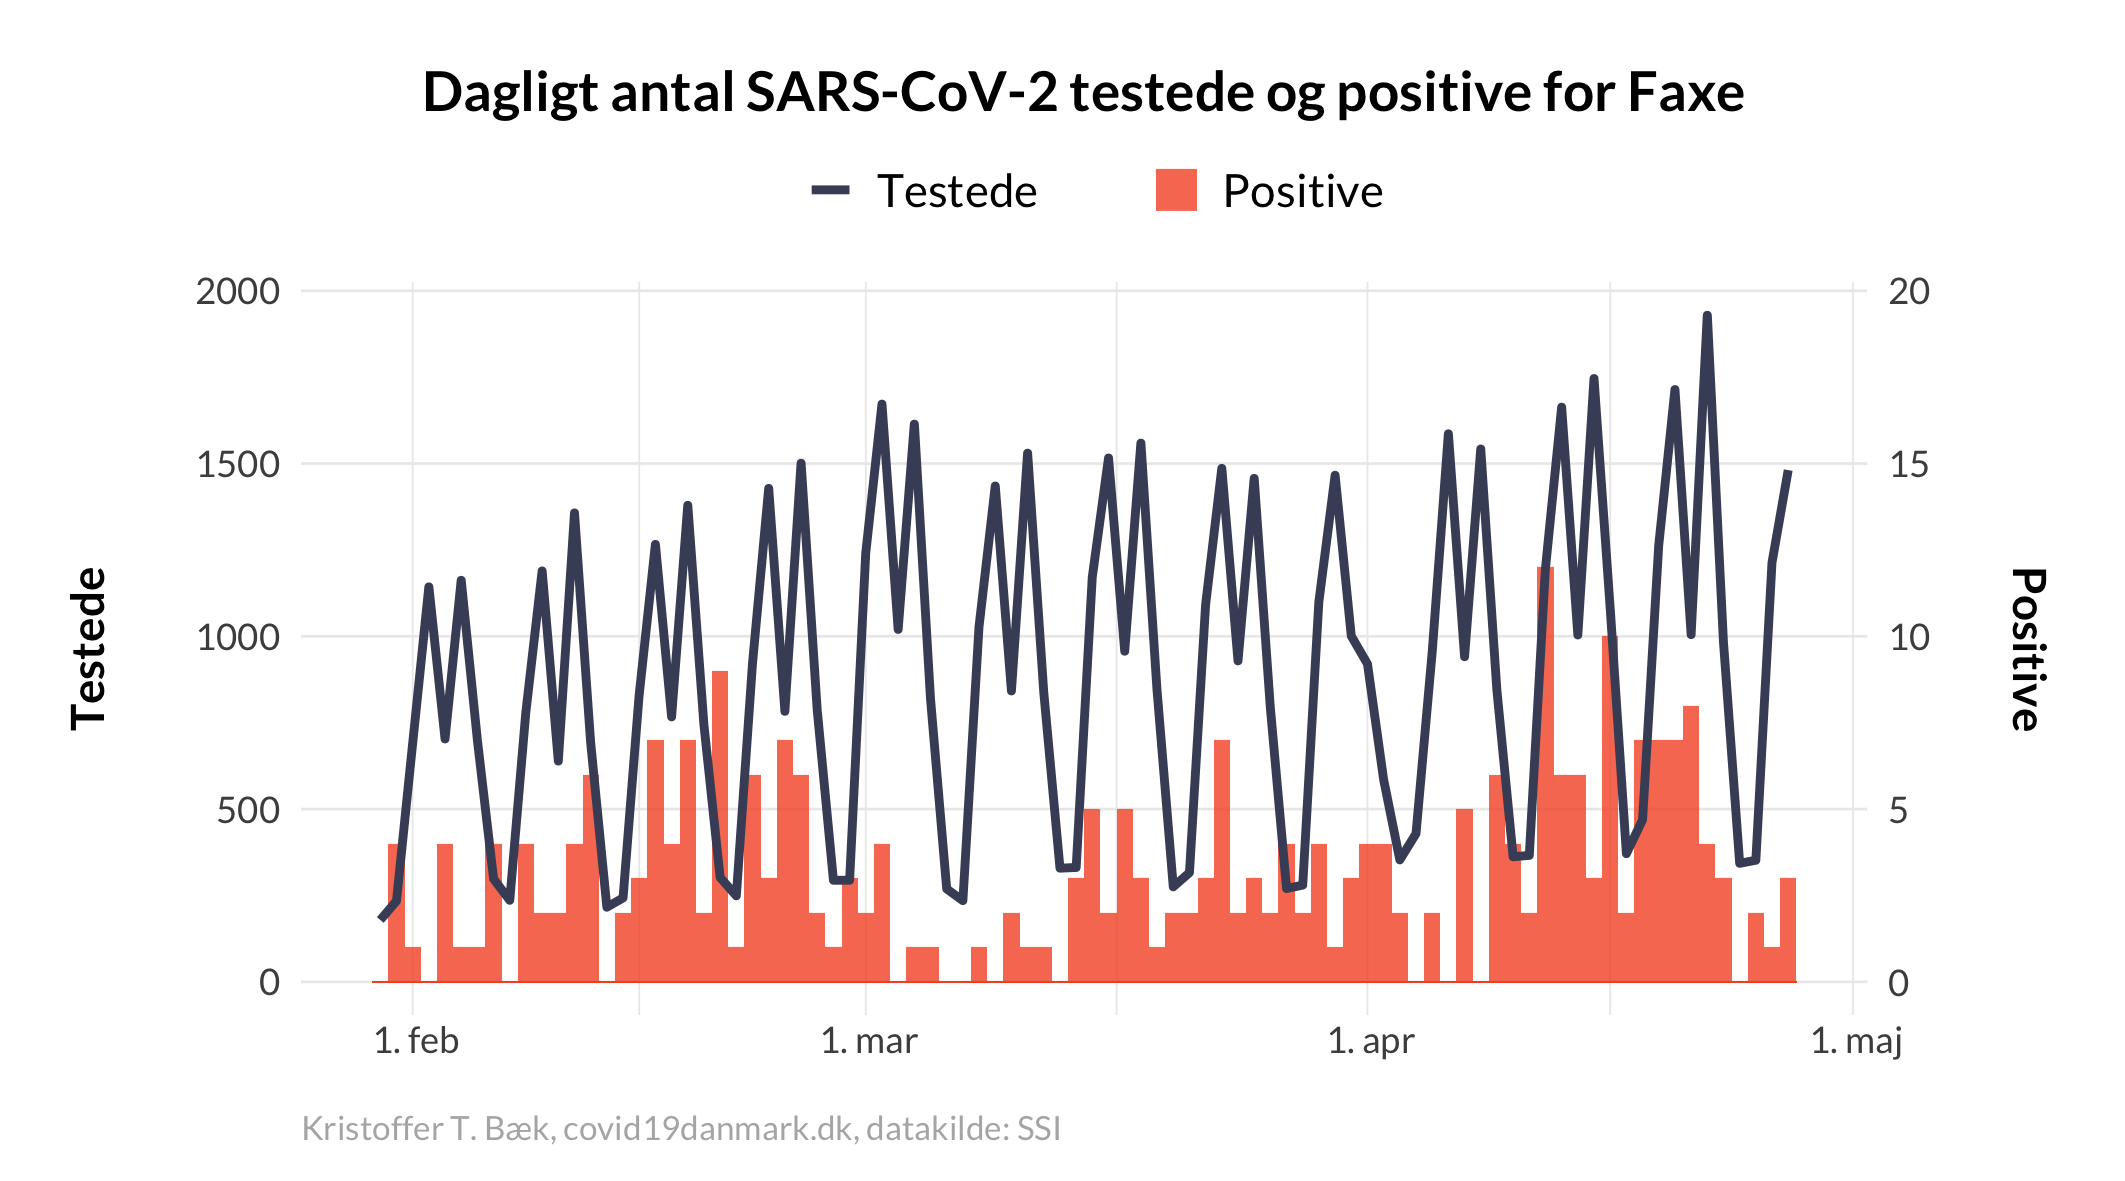 Dagligt antal SARS-CoV-2 testede og positive for Faxe
Testede Positive
2000 20
1500 15
1000 10
500 5
0 0
Testede
Positive
1. feb 1. mar 1. apr 1. maj
Kristoffer T. Bæk, covid19danmark.dk, datakilde: SSI